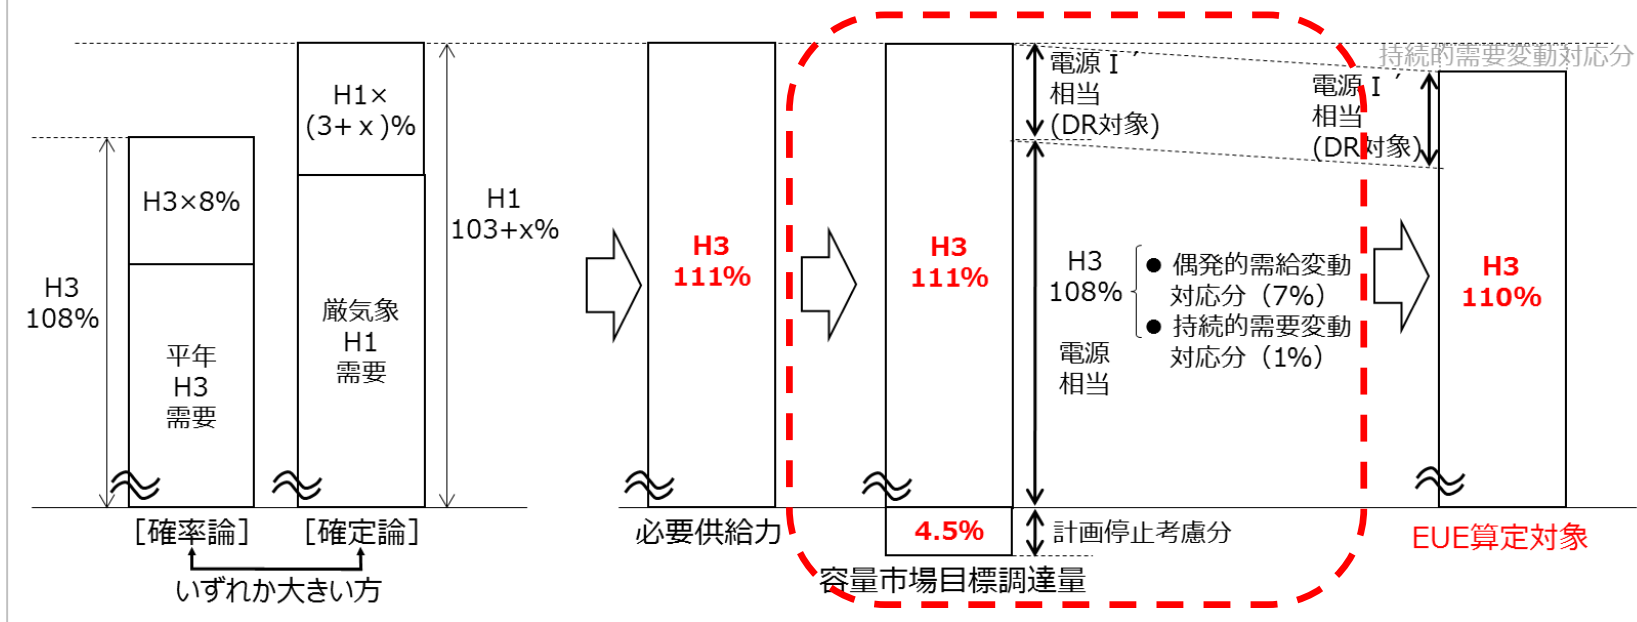 H3
108%
H3×8%
平年
H3
需要
[確率論]
H1×
(3+ｘ)%
厳気象
H1
需要
[確定論]
H1
103+x%
いずれか大きい方
H3
111%
必要供給力
H3
111%
4.5%
容量市場目標調達量
電源Ⅰ´
相当
(DR対象)
H3
108%
電源
相当
● 偶発的需給変動
対応分（7%）
● 持続的需要変動
対応分（1%）
計画停止考慮分
持続的需要変動対応分
電源Ⅰ´
相当
(DR対象)
H3
110%
EUE算定対象